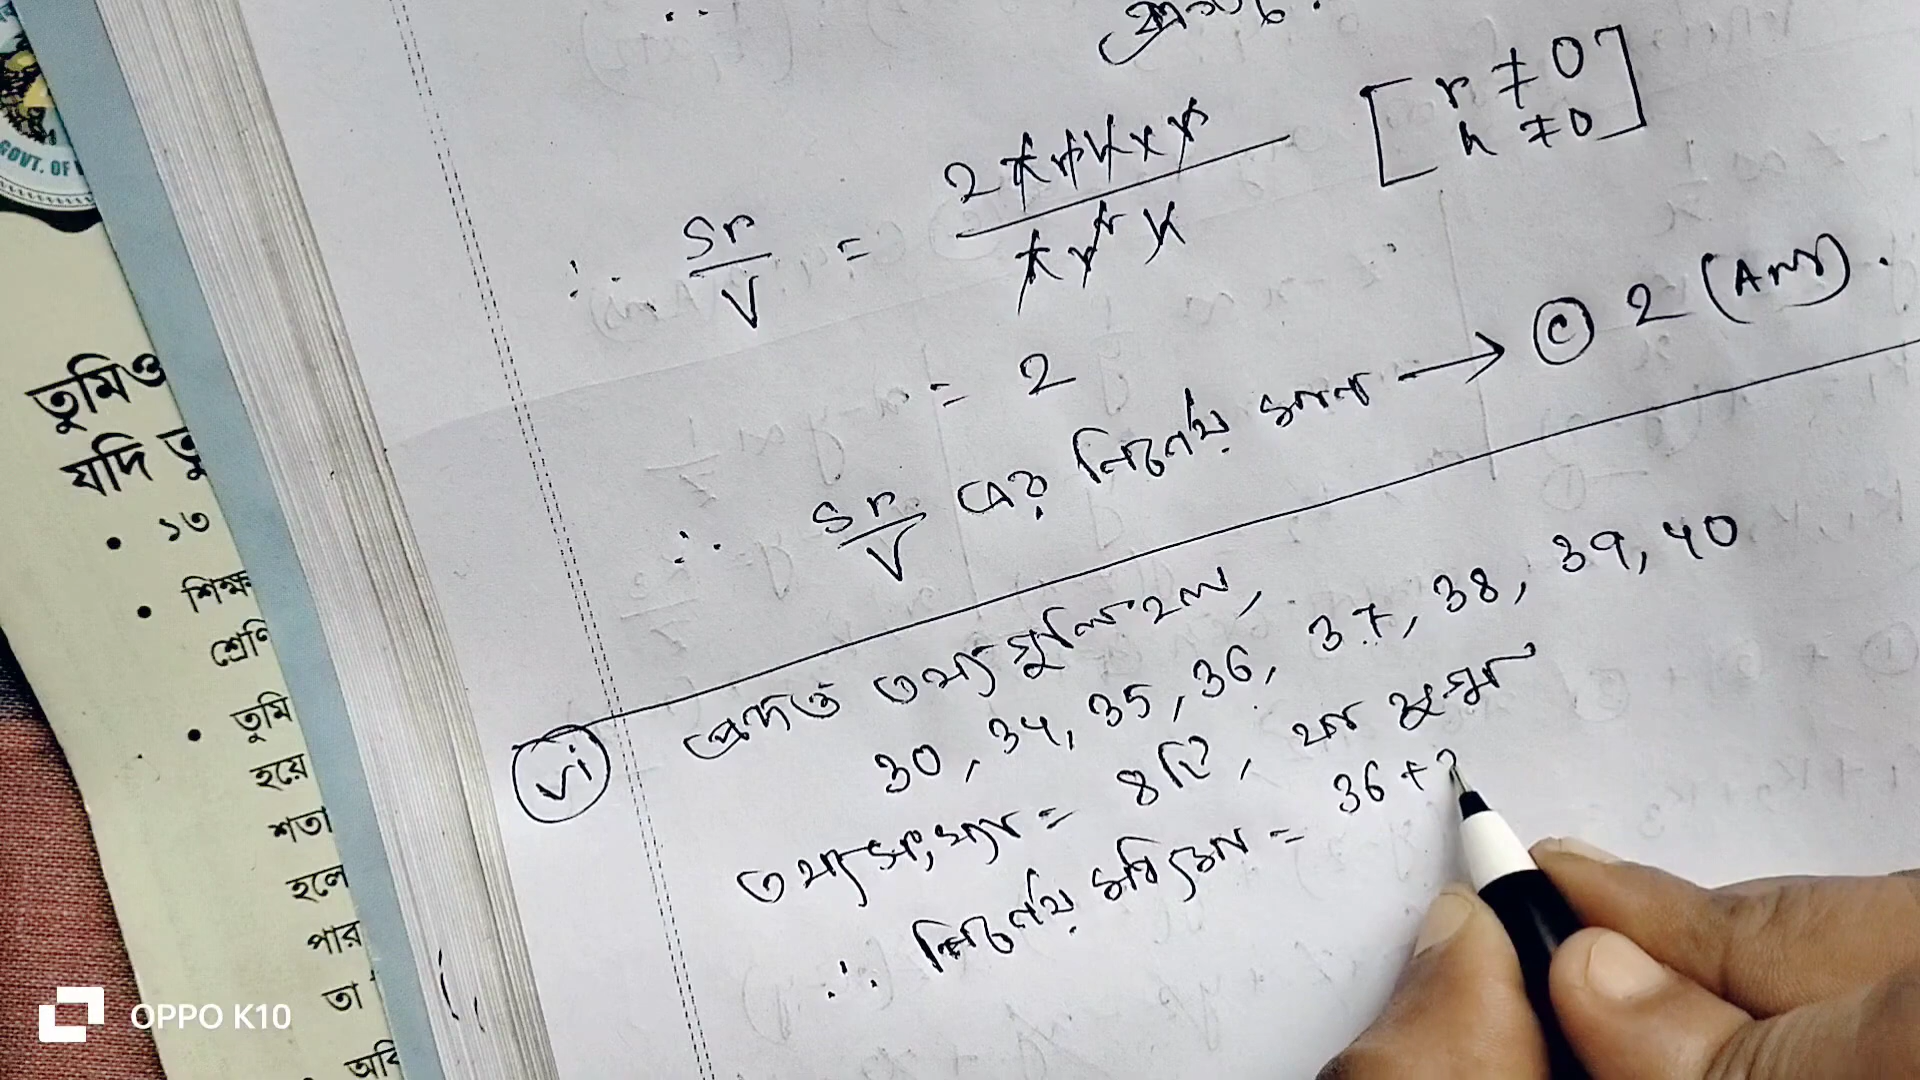 ∴ Sr/V = 2πrh×r / πr²h [r ≠ 0 h ≠ 0]
= 2
∴ Sr/V এর নির্ণেয় মান → ⓒ 2 (Ans).
(vi) প্রদত্ত তথ্যগুলি হল,
30, 34, 35, 36, 37, 38, 39, 40
তথ্যসংখ্যা = 8টি, যা যুগ্ম
∴ নির্ণেয় মধ্যমা = 36 + 3
GOVT. OF
তুমিও
যদি তু
• ১৩
• শিক্ষ
শ্রেণি
• তুমি
হয়ে
শতা
হলে
পার
তা
• অবি
OPPO K10